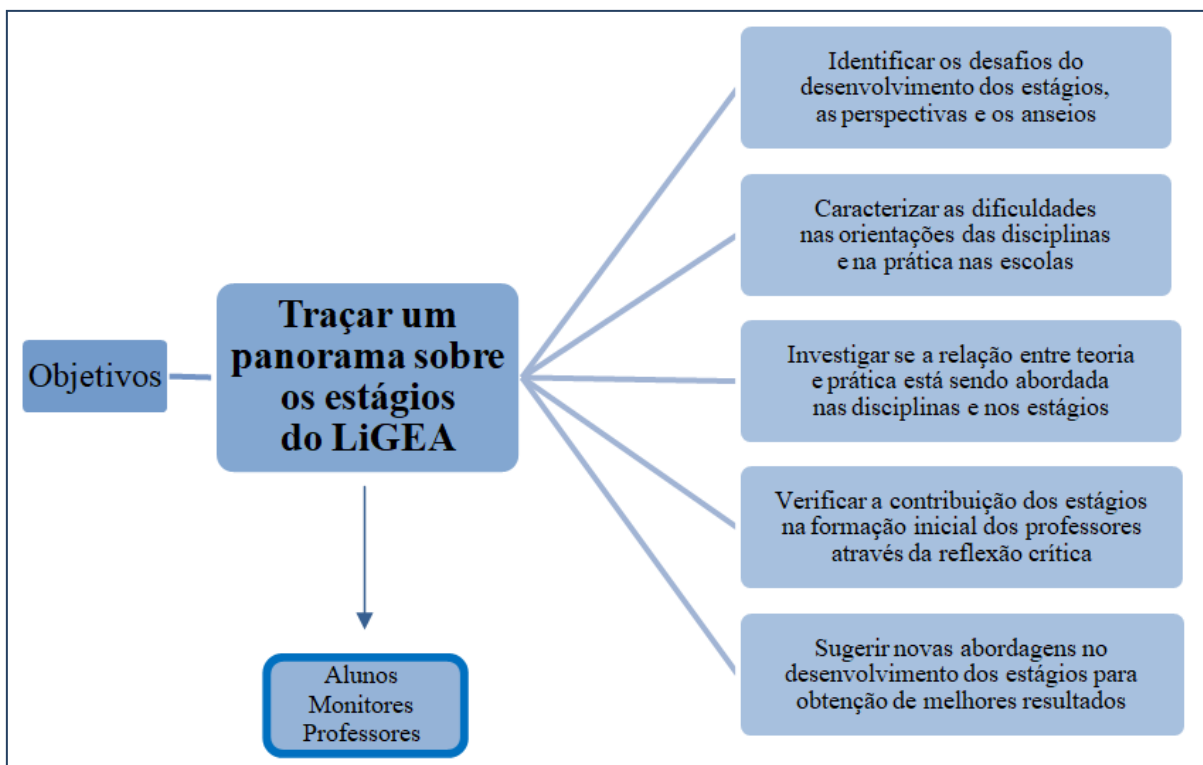 Objetivos
Traçar um
panorama sobre
os estágios
do LiGEA
Alunos
Monitores
Professores
Identificar os desafios do
desenvolvimento dos estágios,
as perspectivas e os anseios
Caracterizar as dificuldades
nas orientações das disciplinas
e na prática nas escolas
Investigar se a relação entre teoria
e prática está sendo abordada
nas disciplinas e nos estágios
Verificar a contribuição dos estágios
na formação inicial dos professores
através da reflexão crítica
Sugerir novas abordagens no
desenvolvimento dos estágios para
obtenção de melhores resultados